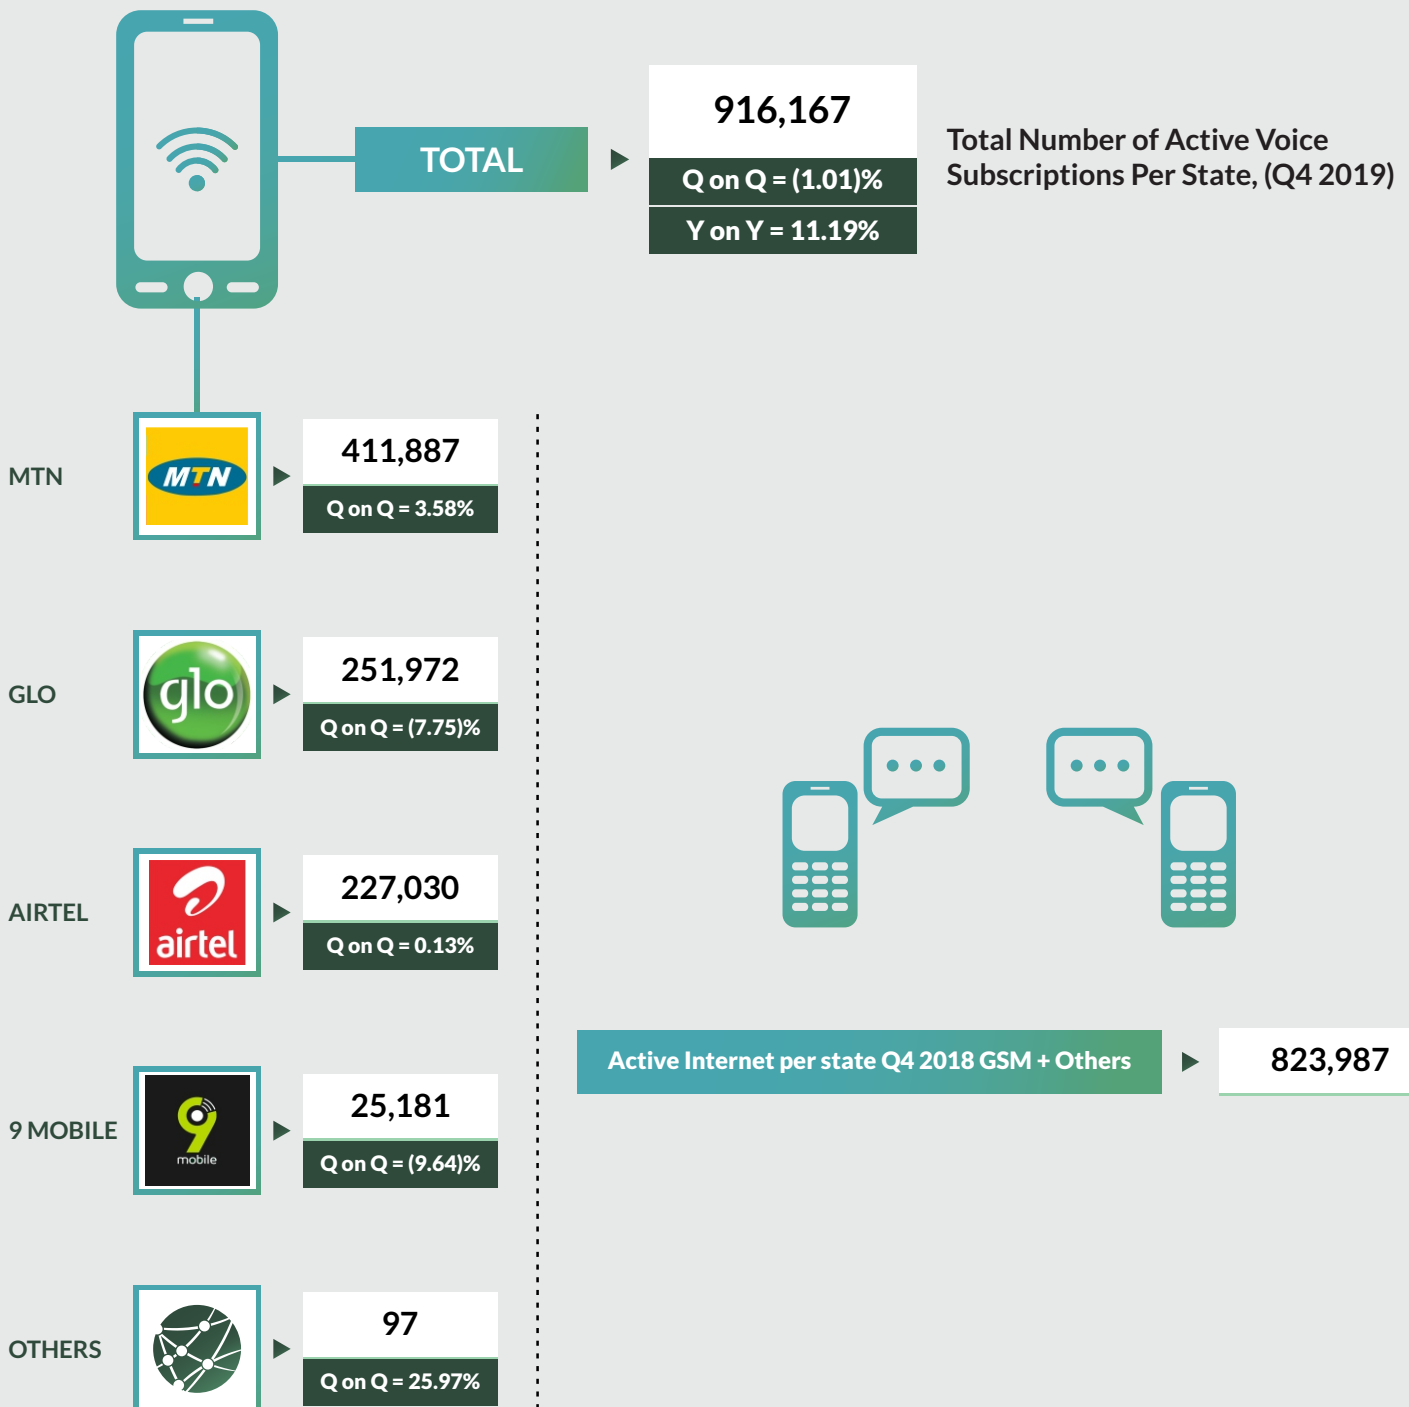 TOTAL
916,167
Q on Q = (1.01)%
Y on Y = 11.19%
Total Number of Active Voice
Subscriptions Per State, (Q4 2019)
MTN
MTN
411,887
Q on Q = 3.58%
GLO
glo
251,972
Q on Q = (7.75)%
AIRTEL
airtel
227,030
Q on Q = 0.13%
Active Internet per state Q4 2018 GSM + Others
823,987
9 MOBILE
9
mobile
25,181
Q on Q = (9.64)%
OTHERS
97
Q on Q = 25.97%